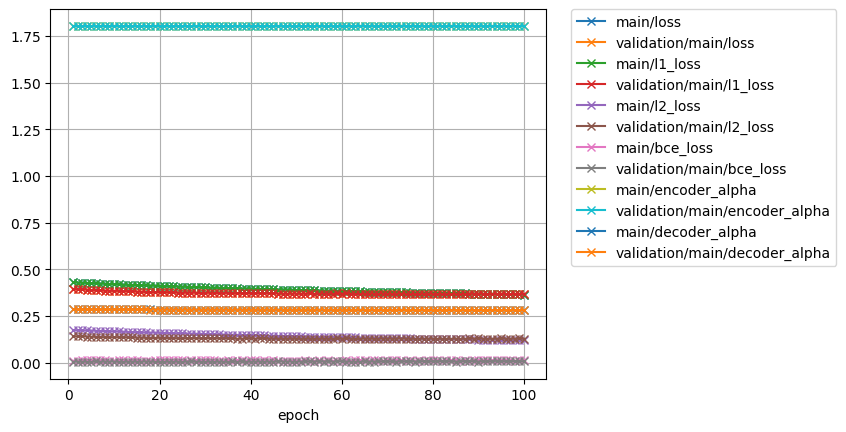 1.75
1.50
1.25
1.00
0.75
0.50
0.25
0.00
0
20
40
60
80
100
epoch
main/loss
validation/main/loss
main/l1_loss
validation/main/l1_loss
main/l2_loss
validation/main/l2_loss
main/bce_loss
validation/main/bce_loss
main/encoder_alpha
validation/main/encoder_alpha
main/decoder_alpha
validation/main/decoder_alpha